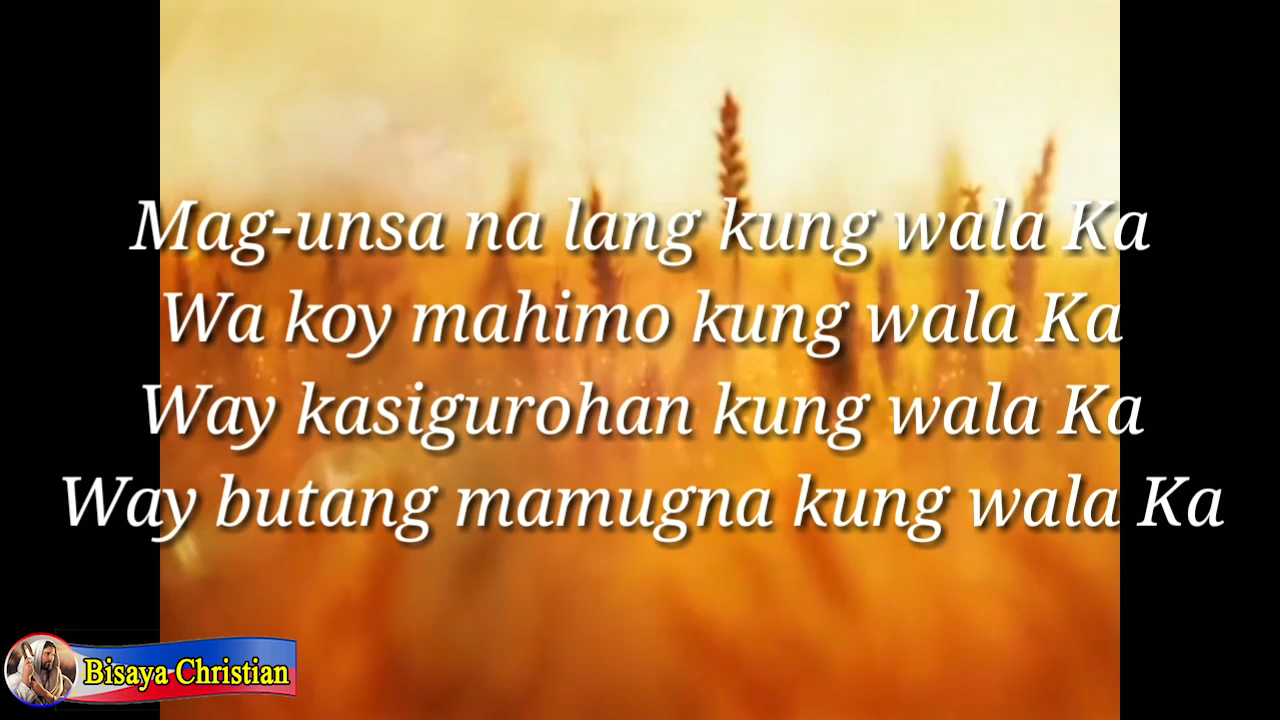 Mag-unsa na lang kung wala Ka
Wa koy mahimo kung wala Ka
Way kasigurohan kung wala Ka
Way butang mamugna kung wala Ka
Bisaya Christian